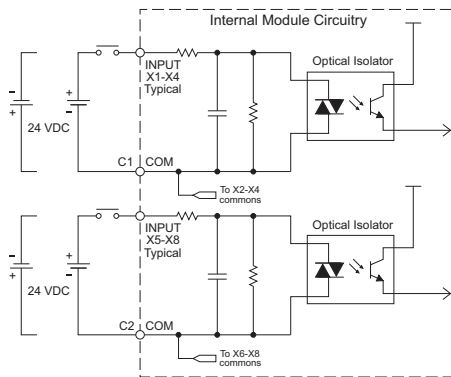 Internal Module Circuitry
INPUT
X1-X4
Typical
Optical Isolator
-
+
+
-
24 VDC
C1
COM
To X2-X4
commons
INPUT
X5-X8
Typical
Optical Isolator
-
+
+
-
24 VDC
C2
COM
To X6-X8
commons